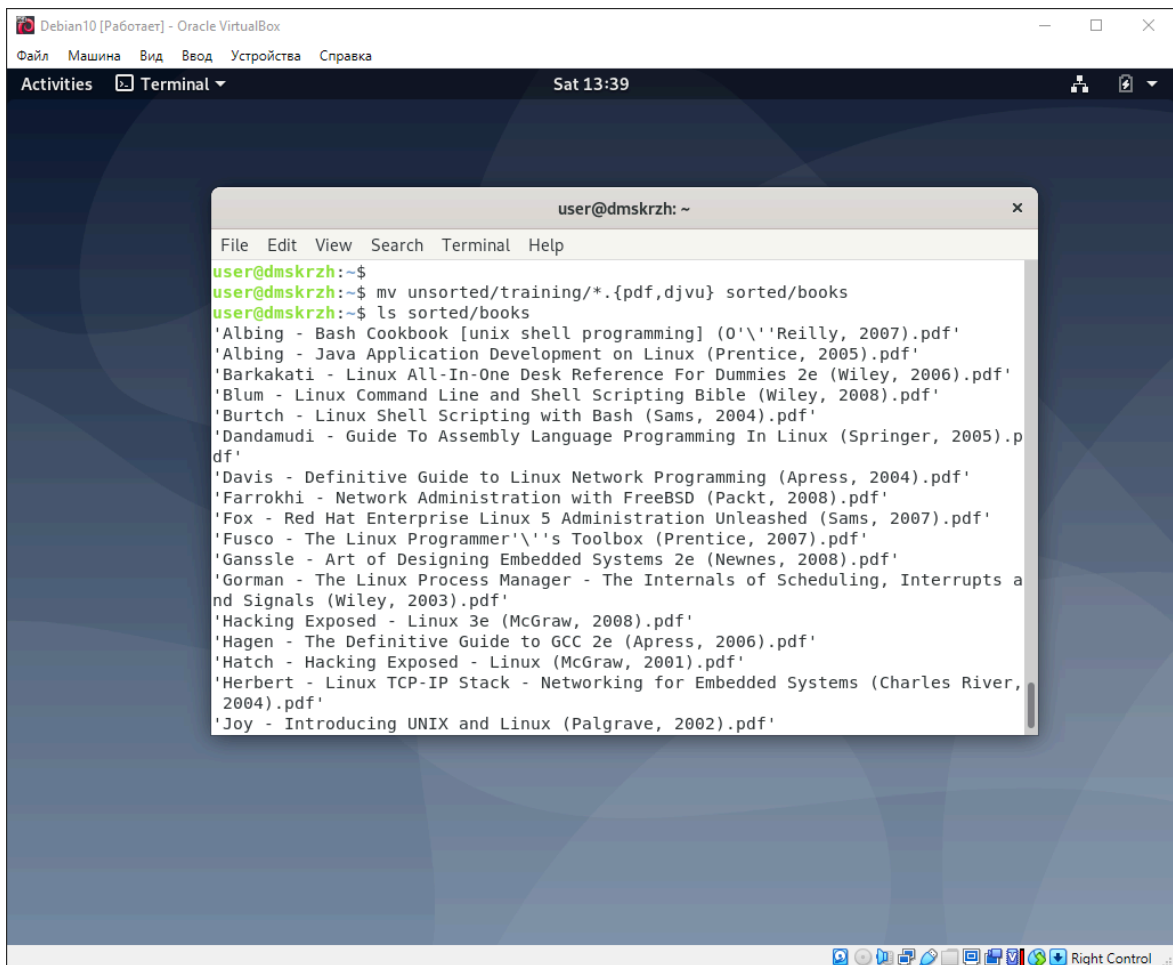 Debian10 [Работает] - Oracle VirtualBox
Файл Машина Вид Ввод Устройства Справка
Activities Terminal Sat 13:39
user@dmskrzh: ~
File Edit View Search Terminal Help
user@dmskrzh:~$
user@dmskrzh:~$ mv unsorted/training/*.{pdf,djvu} sorted/books
user@dmskrzh:~$ ls sorted/books
'Albing - Bash Cookbook [unix shell programming] (O'\''Reilly, 2007).pdf'
'Albing - Java Application Development on Linux (Prentice, 2005).pdf'
'Barkakati - Linux All-In-One Desk Reference For Dummies 2e (Wiley, 2006).pdf'
'Blum - Linux Command Line and Shell Scripting Bible (Wiley, 2008).pdf'
'Burtch - Linux Shell Scripting with Bash (Sams, 2004).pdf'
'Dandamudi - Guide To Assembly Language Programming In Linux (Springer, 2005).p
df'
'Davis - Definitive Guide to Linux Network Programming (Apress, 2004).pdf'
'Farrokhi - Network Administration with FreeBSD (Packt, 2008).pdf'
'Fox - Red Hat Enterprise Linux 5 Administration Unleashed (Sams, 2007).pdf'
'Fusco - The Linux Programmer'\''s Toolbox (Prentice, 2007).pdf'
'Ganssle - Art of Designing Embedded Systems 2e (Newnes, 2008).pdf'
'Gorman - The Linux Process Manager - The Internals of Scheduling, Interrupts a
nd Signals (Wiley, 2003).pdf'
'Hacking Exposed - Linux 3e (McGraw, 2008).pdf'
'Hagen - The Definitive Guide to GCC 2e (Apress, 2006).pdf'
'Hatch - Hacking Exposed - Linux (McGraw, 2001).pdf'
'Herbert - Linux TCP-IP Stack - Networking for Embedded Systems (Charles River,
 2004).pdf'
'Joy - Introducing UNIX and Linux (Palgrave, 2002).pdf'
Right Control